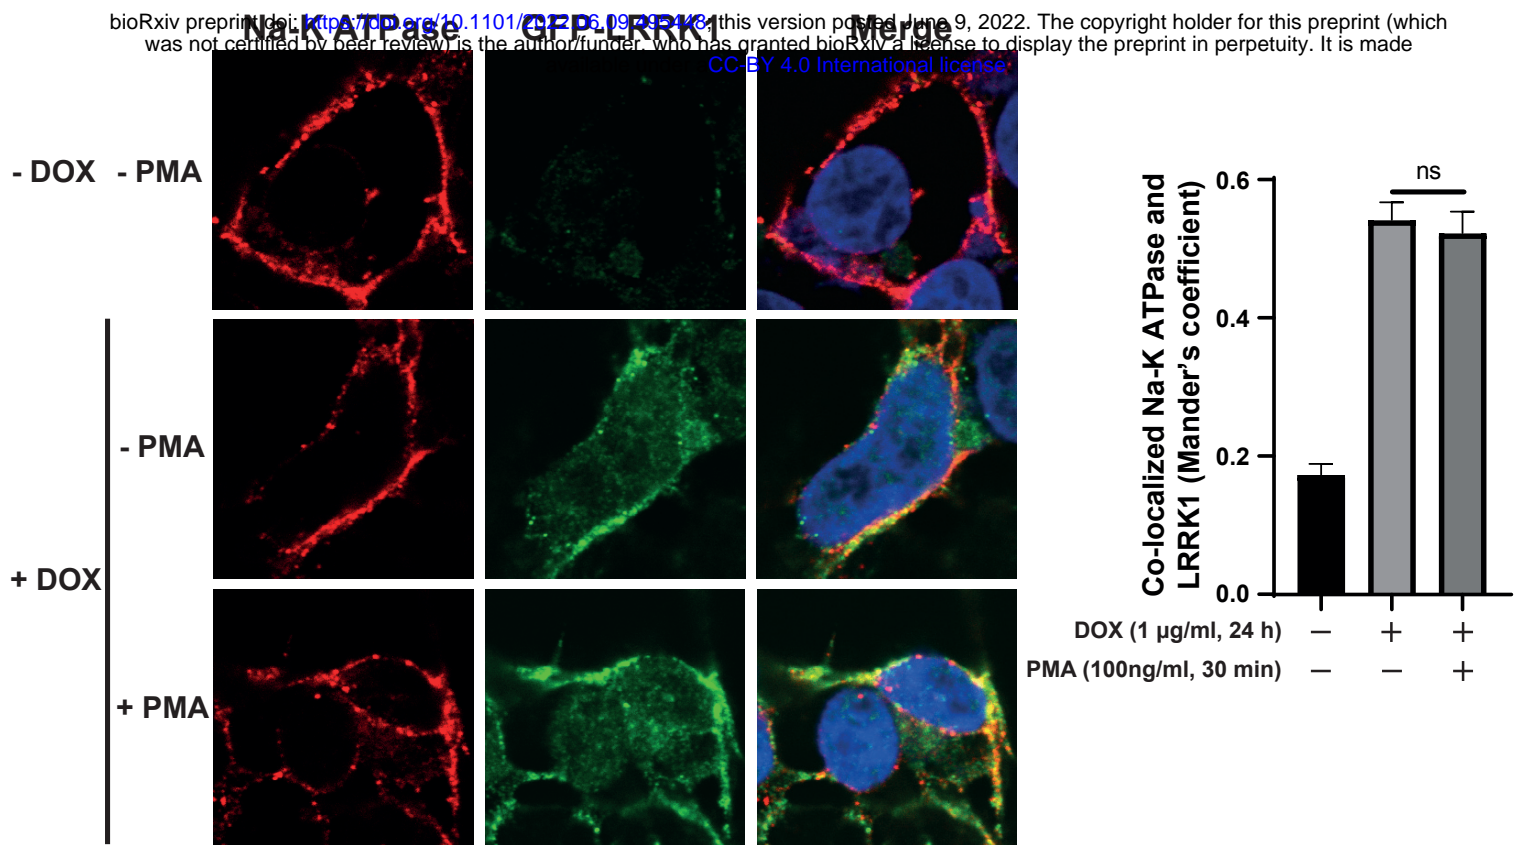 bioRxiv preprint doi: https://doi.org/10.1101/2022.06.09.495448; this version posted June 9, 2022. The copyright holder for this preprint (which
was not certified by peer review) is the author/funder, who has granted bioRxiv a license to display the preprint in perpetuity. It is made
CC-BY 4.0 International license
Na-K ATPase GFP-LRRK1 Merge
- DOX - PMA
- PMA
+ DOX
+ PMA
ns
Co-localized Na-K ATPase and
LRRK1 (Mander's coefficient)
0.6
0.4
0.2
0.0
DOX (1 µg/ml, 24 h) − + +
PMA (100ng/ml, 30 min) − − +